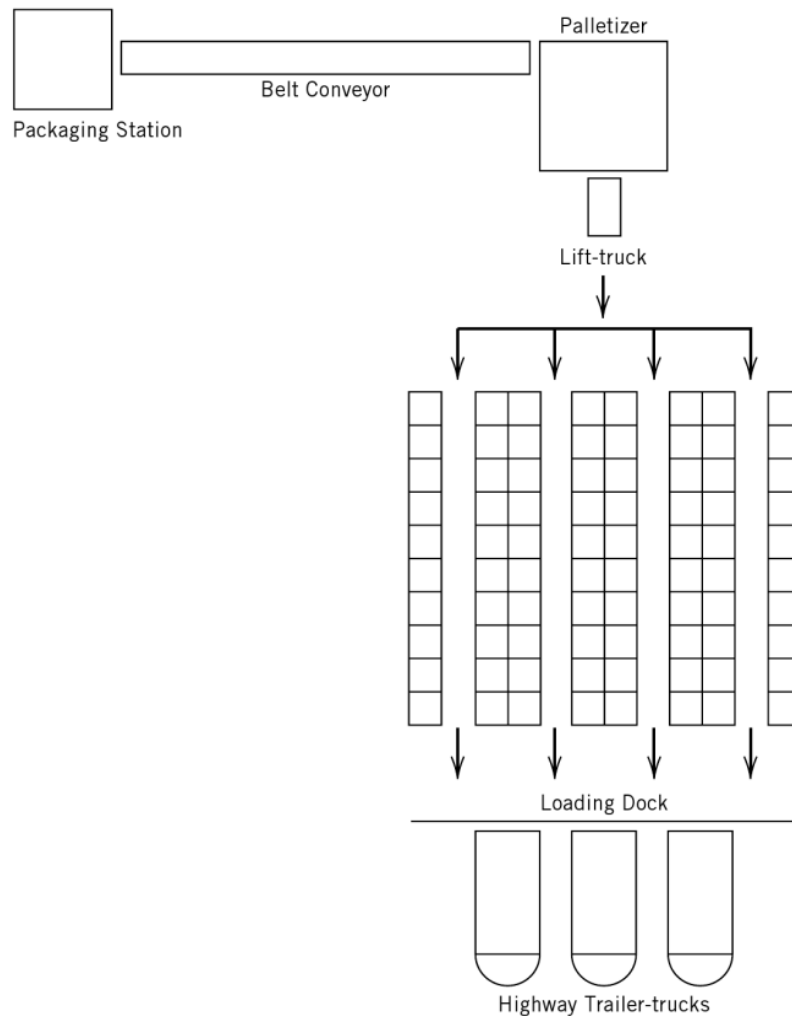 Palletizer
Belt Conveyor
Packaging Station
Lift-truck
Loading Dock
Highway Trailer-trucks